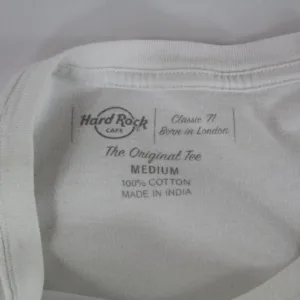 Hard Rock
CAFE
Classic 71
Born in London
The Original Tee
MEDIUM
100% COTTON
MADE IN INDIA